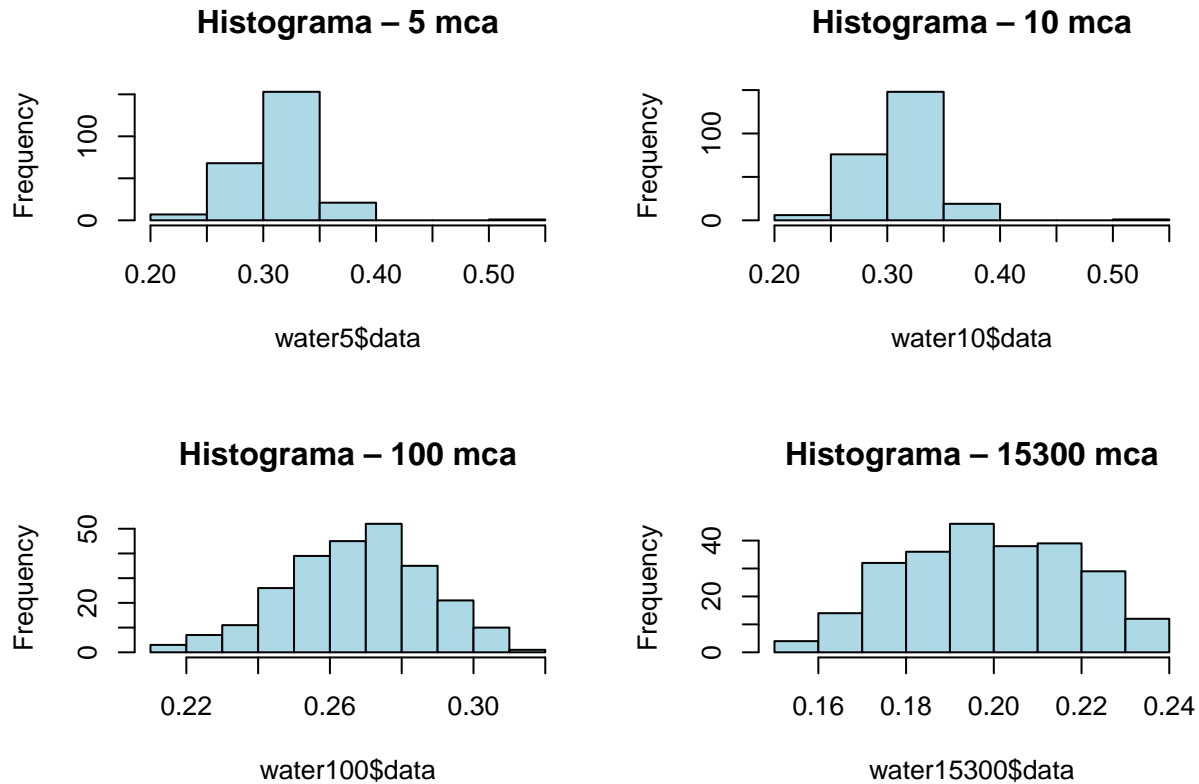 Histograma – 5 mca
Frequency
0 100
0.20 0.30 0.40 0.50
water5$data
Histograma – 10 mca
Frequency
0 100
0.20 0.30 0.40 0.50
water10$data
Histograma – 100 mca
Frequency
0 20 50
0.22 0.26 0.30
water100$data
Histograma – 15300 mca
Frequency
0 20 40
0.16 0.18 0.20 0.22 0.24
water15300$data